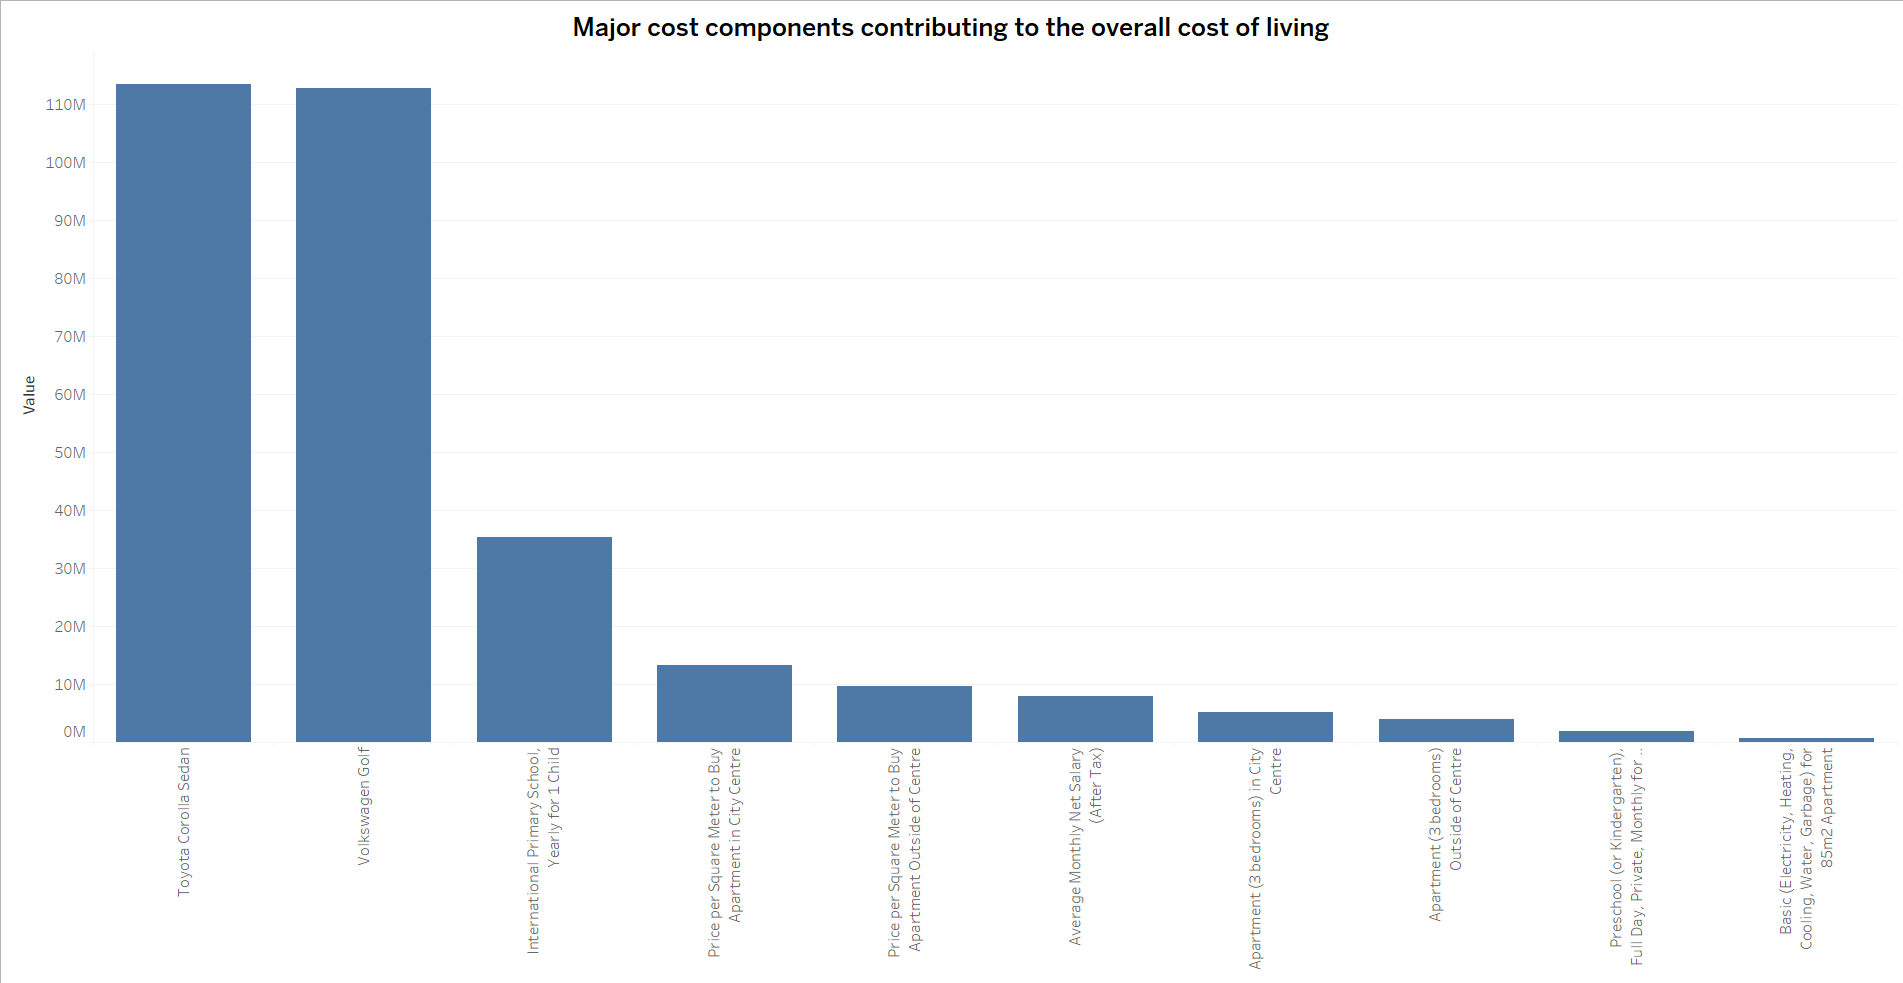 Major cost components contributing to the overall cost of living
Value
110M
100M
90M
80M
70M
60M
50M
40M
30M
20M
10M
0M
Toyota Corolla Sedan
Volkswagen Golf
International Primary School,
Yearly for 1 Child
Price per Square Meter to Buy
Apartment in City Centre
Price per Square Meter to Buy
Apartment Outside of Centre
Average Monthly Net Salary
(After Tax)
Apartment (3 bedrooms) in City
Centre
Apartment (3 bedrooms)
Outside of Centre
Preschool (or Kindergarten),
Full Day, Private, Monthly for ..
Basic (Electricity, Heating,
Cooling, Water, Garbage) for
85m2 Apartment